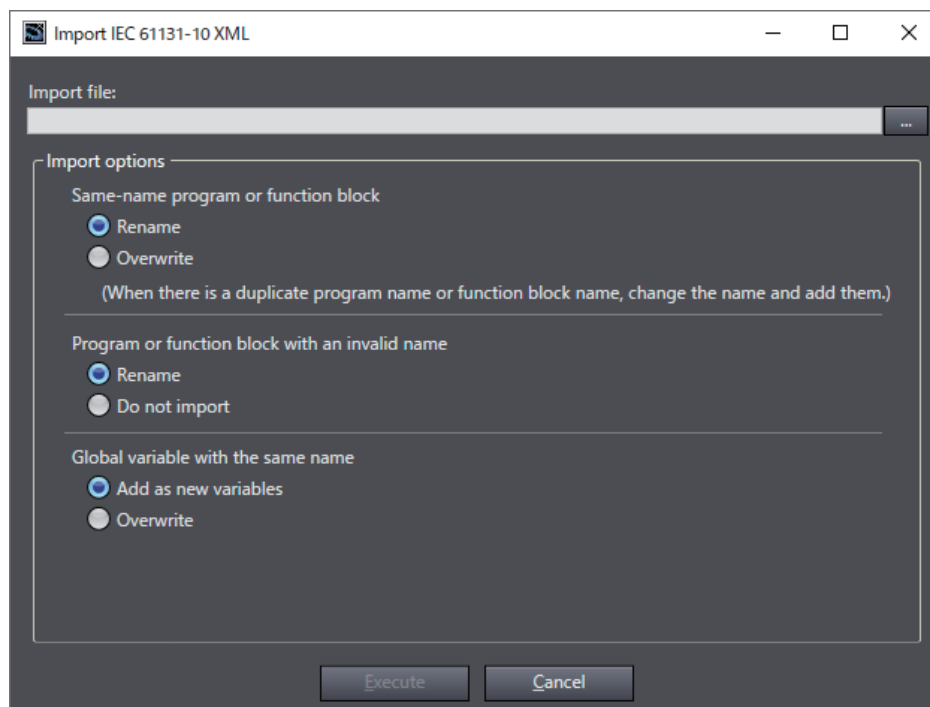 Import IEC 61131-10 XML
Import file:
...
Import options
Same-name program or function block
Rename
Overwrite
(When there is a duplicate program name or function block name, change the name and add them.)
Program or function block with an invalid name
Rename
Do not import
Global variable with the same name
Add as new variables
Overwrite
Execute
Cancel